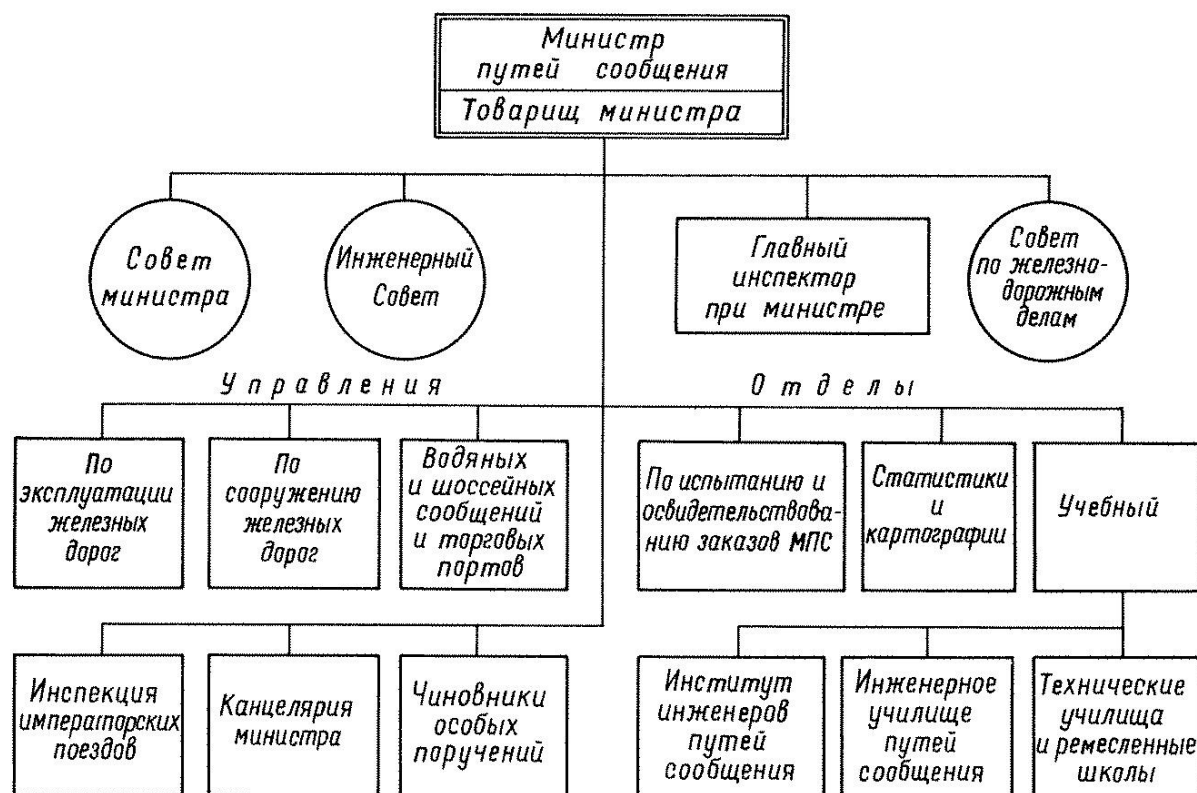 Министр
путей сообщения
Товарищ министра
Совет
министра
Инженерный
Совет
Главный
инспектор
при министре
Совет
по железно-
дорожным
делам
Управления
Отделы
По
эксплуатации
железных
дорог
По
сооружению
железных
дорог
Водяных
и шоссейных
сообщений
и торговых
портов
По испытанию и
освидетельствова-
нию заказов МПС
Статистики
и
картографии
Учебный
Инспекция
императорских
поездов
Канцелярия
министра
Чиновники
особых
поручений
Институт
инженеров
путей
сообщения
Инженерное
училище
путей
сообщения
Технические
училища
и ремесленные
школы